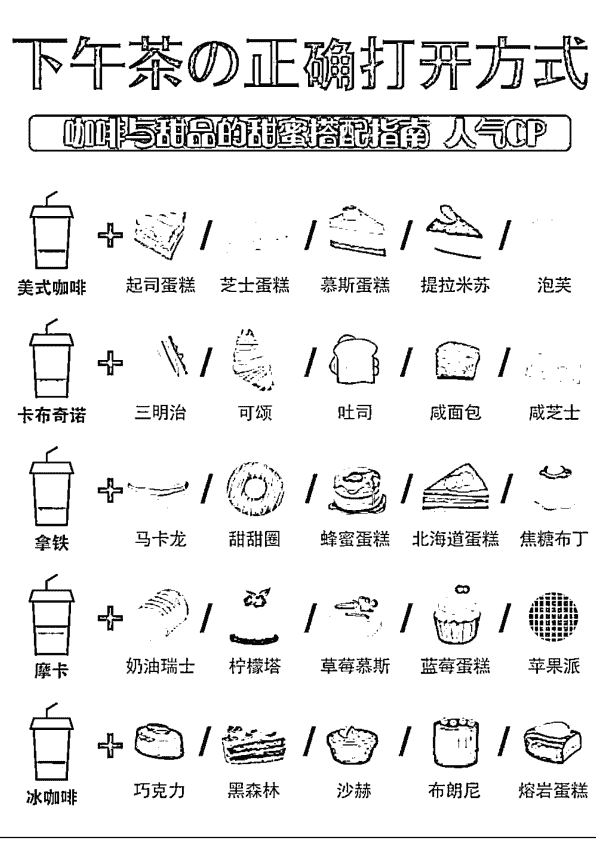 下午茶の正确打开方式
咖啡与甜品的甜蜜搭配指南 人气CP
美式咖啡 + 起司蛋糕 / 芝士蛋糕 / 慕斯蛋糕 / 提拉米苏 / 泡芙
卡布奇诺 + 三明治 / 可颂 / 吐司 / 咸面包 / 咸芝士
拿铁 + 马卡龙 / 甜甜圈 / 蜂蜜蛋糕 / 北海道蛋糕 / 焦糖布丁
摩卡 + 奶油瑞士 / 柠檬塔 / 草莓慕斯 / 蓝莓蛋糕 / 苹果派
冰咖啡 + 巧克力 / 黑森林 / 沙赫 / 布朗尼 / 熔岩蛋糕